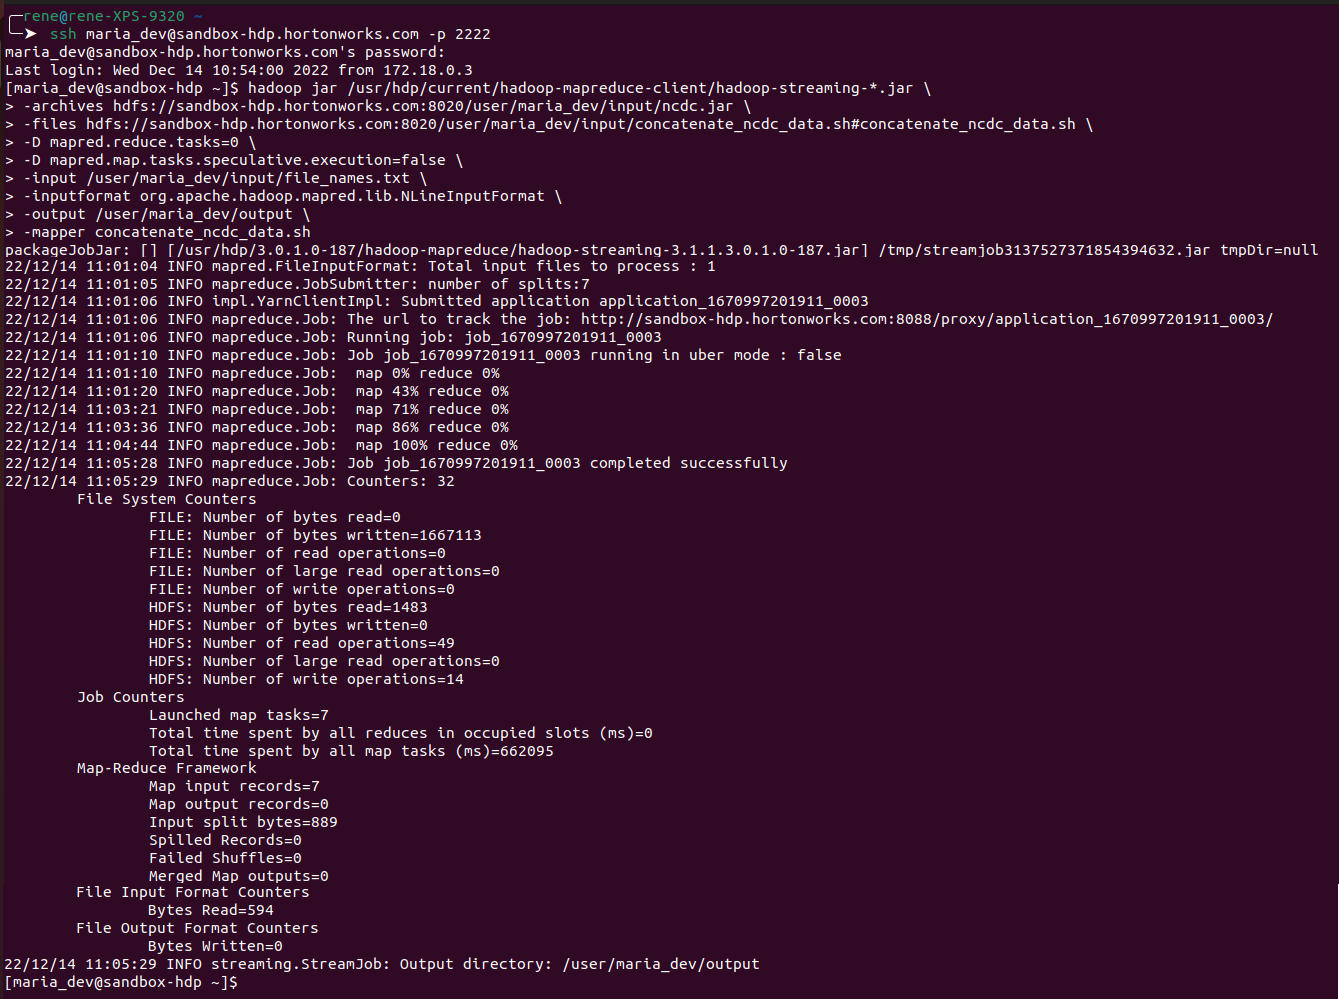 ╭─rene@rene-XPS-9320 ~
╰─➤ ssh maria_dev@sandbox-hdp.hortonworks.com -p 2222
maria_dev@sandbox-hdp.hortonworks.com's password:
Last login: Wed Dec 14 10:54:00 2022 from 172.18.0.3
[maria_dev@sandbox-hdp ~]$ hadoop jar /usr/hdp/current/hadoop-mapreduce-client/hadoop-streaming-*.jar \
> -archives hdfs://sandbox-hdp.hortonworks.com:8020/user/maria_dev/input/ncdc.jar \
> -files hdfs://sandbox-hdp.hortonworks.com:8020/user/maria_dev/input/concatenate_ncdc_data.sh#concatenate_ncdc_data.sh \
> -D mapred.reduce.tasks=0 \
> -D mapred.map.tasks.speculative.execution=false \
> -input /user/maria_dev/input/file_names.txt \
> -inputformat org.apache.hadoop.mapred.lib.NLineInputFormat \
> -output /user/maria_dev/output \
> -mapper concatenate_ncdc_data.sh
packageJobJar: [] [/usr/hdp/3.0.1.0-187/hadoop-mapreduce/hadoop-streaming-3.1.1.3.0.1.0-187.jar] /tmp/streamjob3137527371854394632.jar tmpDir=null
22/12/14 11:01:04 INFO mapred.FileInputFormat: Total input files to process : 1
22/12/14 11:01:05 INFO mapreduce.JobSubmitter: number of splits:7
22/12/14 11:01:06 INFO impl.YarnClientImpl: Submitted application application_1670997201911_0003
22/12/14 11:01:06 INFO mapreduce.Job: The url to track the job: http://sandbox-hdp.hortonworks.com:8088/proxy/application_1670997201911_0003/
22/12/14 11:01:06 INFO mapreduce.Job: Running job: job_1670997201911_0003
22/12/14 11:01:10 INFO mapreduce.Job: Job job_1670997201911_0003 running in uber mode : false
22/12/14 11:01:10 INFO mapreduce.Job:  map 0% reduce 0%
22/12/14 11:01:20 INFO mapreduce.Job:  map 43% reduce 0%
22/12/14 11:03:21 INFO mapreduce.Job:  map 71% reduce 0%
22/12/14 11:03:36 INFO mapreduce.Job:  map 86% reduce 0%
22/12/14 11:04:44 INFO mapreduce.Job:  map 100% reduce 0%
22/12/14 11:05:28 INFO mapreduce.Job: Job job_1670997201911_0003 completed successfully
22/12/14 11:05:29 INFO mapreduce.Job: Counters: 32
File System Counters
FILE: Number of bytes read=0
FILE: Number of bytes written=1667113
FILE: Number of read operations=0
FILE: Number of large read operations=0
FILE: Number of write operations=0
HDFS: Number of bytes read=1483
HDFS: Number of bytes written=0
HDFS: Number of read operations=49
HDFS: Number of large read operations=0
HDFS: Number of write operations=14
Job Counters
Launched map tasks=7
Total time spent by all reduces in occupied slots (ms)=0
Total time spent by all map tasks (ms)=662095
Map-Reduce Framework
Map input records=7
Map output records=0
Input split bytes=889
Spilled Records=0
Failed Shuffles=0
Merged Map outputs=0
File Input Format Counters
Bytes Read=594
File Output Format Counters
Bytes Written=0
22/12/14 11:05:29 INFO streaming.StreamJob: Output directory: /user/maria_dev/output
[maria_dev@sandbox-hdp ~]$